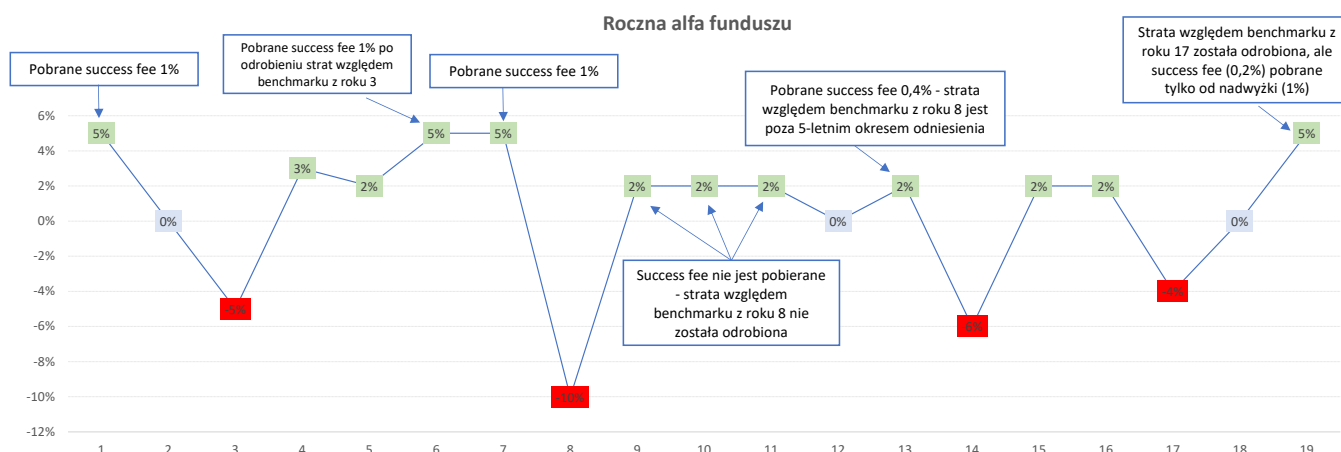 Roczna alfa funduszu
Pobrane success fee 1%
Pobrane success fee 1% po
odrobieniu strat względem
benchmarku z roku 3
Pobrane success fee 1%
Pobrane success fee 0,4% - strata
względem benchmarku z roku 8 jest
poza 5-letnim okresem odniesienia
Strata względem benchmarku z
roku 17 została odrobiona, ale
success fee (0,2%) pobrane
tylko od nadwyżki (1%)
Success fee nie jest pobierane
- strata względem
benchmarku z roku 8 nie
została odrobiona
6%
4%
2%
0%
-2%
-4%
-6%
-8%
-10%
-12%
5%
0%
-5%
3%
2%
5%
5%
-10%
2%
2%
2%
0%
2%
-6%
2%
2%
-4%
0%
5%
1 2 3 4 5 6 7 8 9 10 11 12 13 14 15 16 17 18 19